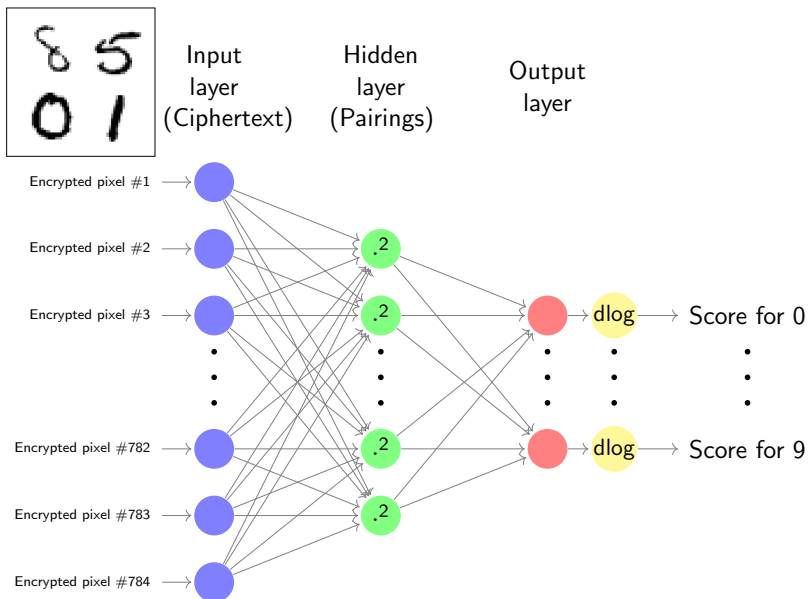 8 5
0 1
Input
layer
(Ciphertext)
Hidden
layer
(Pairings)
Output
layer
Encrypted pixel #1
Encrypted pixel #2
.²
Encrypted pixel #3
.²
dlog
Score for 0
Encrypted pixel #782
.²
dlog
Score for 9
Encrypted pixel #783
.²
Encrypted pixel #784